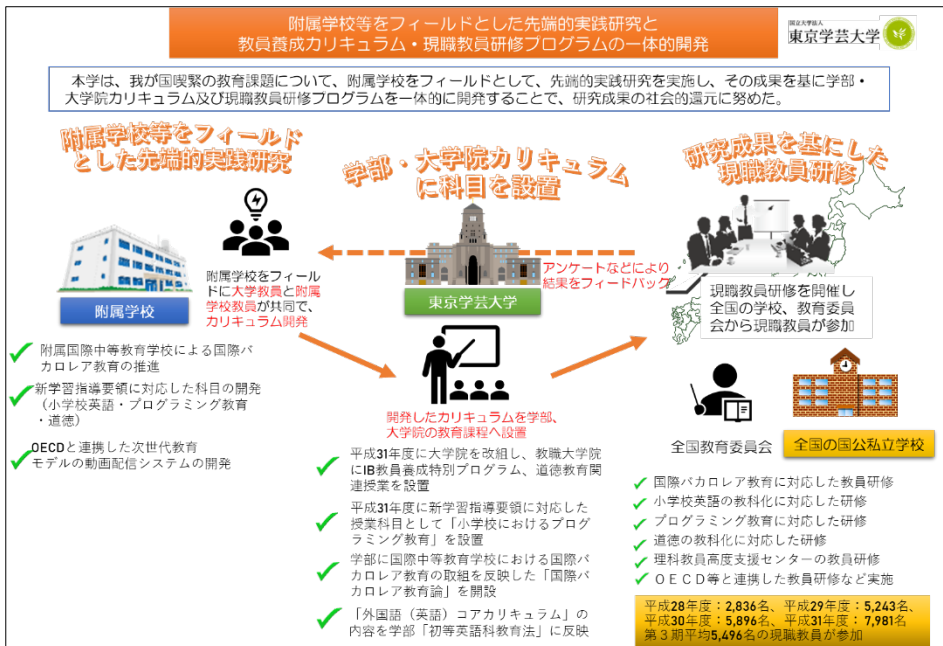 附属学校等をフィールドとした先端的実践研究と
教員養成カリキュラム・現職教員研修プログラムの一体的開発
国立大学法人
東京学芸大学
本学は、我が国喫緊の教育課題について、附属学校をフィールドとして、先端的実践研究を実施し、その成果を基に学部・
大学院カリキュラム及び現職教員研修プログラムを一体的に開発することで、研究成果の社会的還元に努めた。
附属学校等をフィールド
とした先端的実践研究
附属学校
附属学校をフィール
ドに大学教員と附属
学校教員が共同で、
カリキュラム開発
附属国際中等教育学校による国際バ
カロレア教育の推進
新学習指導要領に対応した科目の開発
（小学校英語・プログラミング教育
・道徳）
OECDと連携した次世代教育
モデルの動画配信システムの開発
学部・大学院カリキュラム
に科目を設置
東京学芸大学
開発したカリキュラムを学部、
大学院の教育課程へ設置
平成31年度に大学院を改組し、教職大学院
にIB教員養成特別プログラム、道徳教育関
連授業を設置
平成31年度に新学習指導要領に対応した
授業科目として「小学校におけるプログ
ラミング教育」を設置
学部に国際中等教育学校における国際バ
カロレア教育の取組を反映した「国際バ
カロレア教育論」を開設
「外国語（英語）コアカリキュラム」の
内容を学部「初等英語科教育法」に反映
研究成果を基にした
現職教員研修
アンケートなどにより
結果をフィードバック
現職教員研修を開催し
全国の学校、教育委員
会から現職教員が参加
全国教育委員会
全国の国公私立学校
国際バカロレア教育に対応した教員研修
小学校英語の教科化に対応した研修
プログラミング教育に対応した研修
道徳の教科化に対応した研修
理科教員高度支援センターの教員研修
ＯＥＣＤ等と連携した教員研修など実施
平成28年度：2,836名、平成29年度：5,243名、
平成30年度：5,896名、平成31年度：7,981名
第３期平均5,496名の現職教員が参加